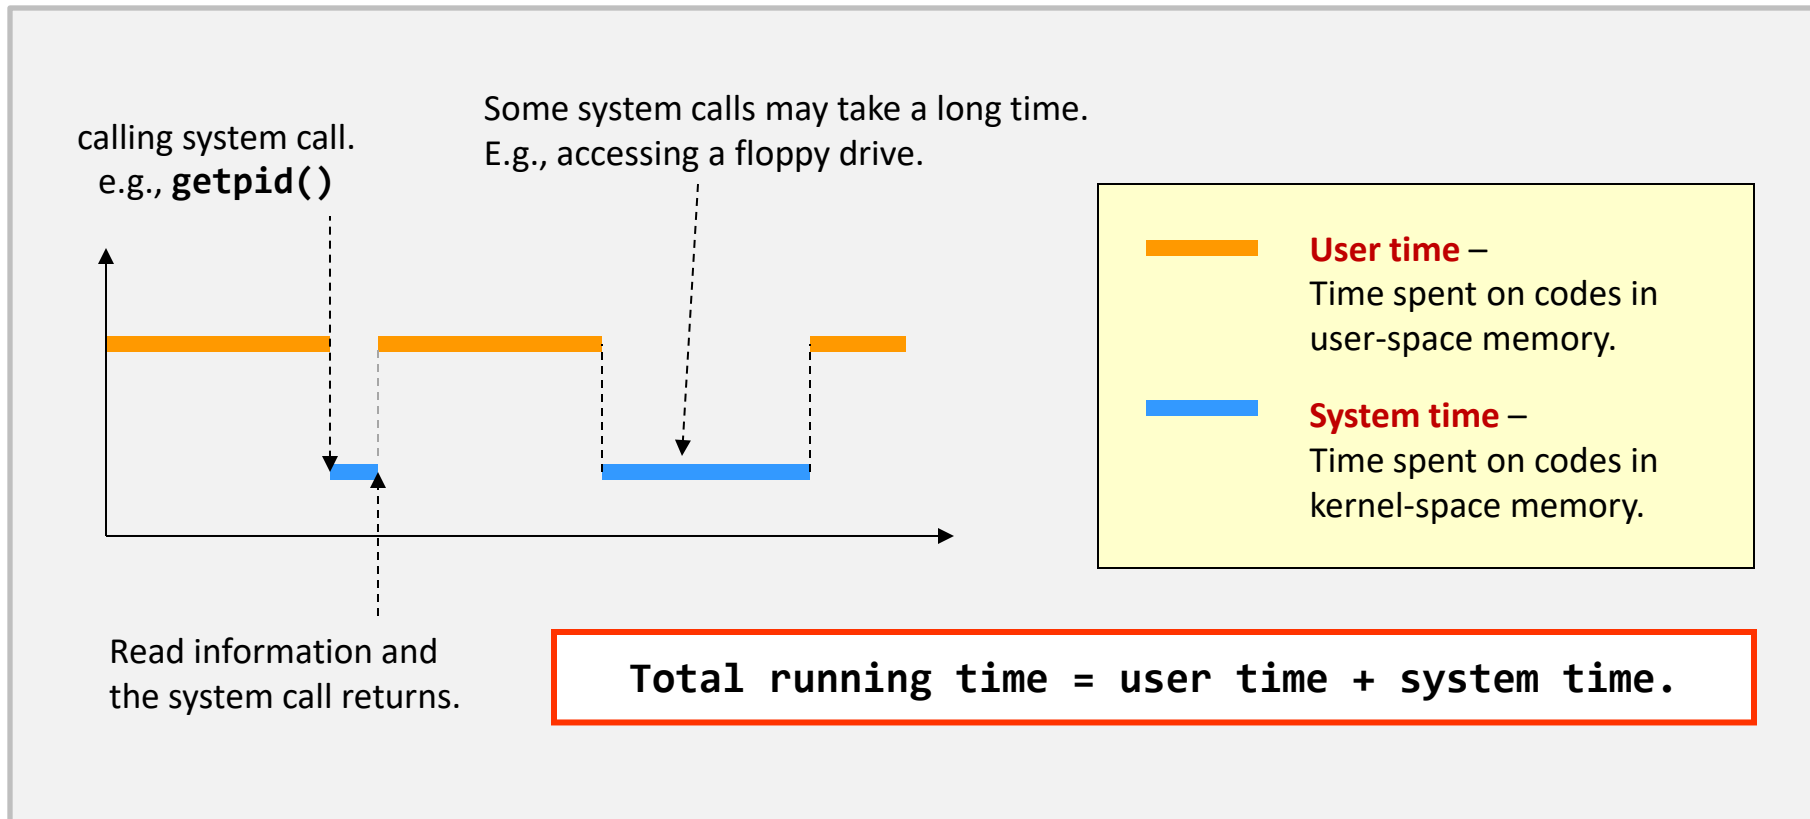 calling system call.
e.g., getpid()
Some system calls may take a long time.
E.g., accessing a floppy drive.
User time –
Time spent on codes in
user-space memory.
System time –
Time spent on codes in
kernel-space memory.
Read information and
the system call returns.
Total running time = user time + system time.